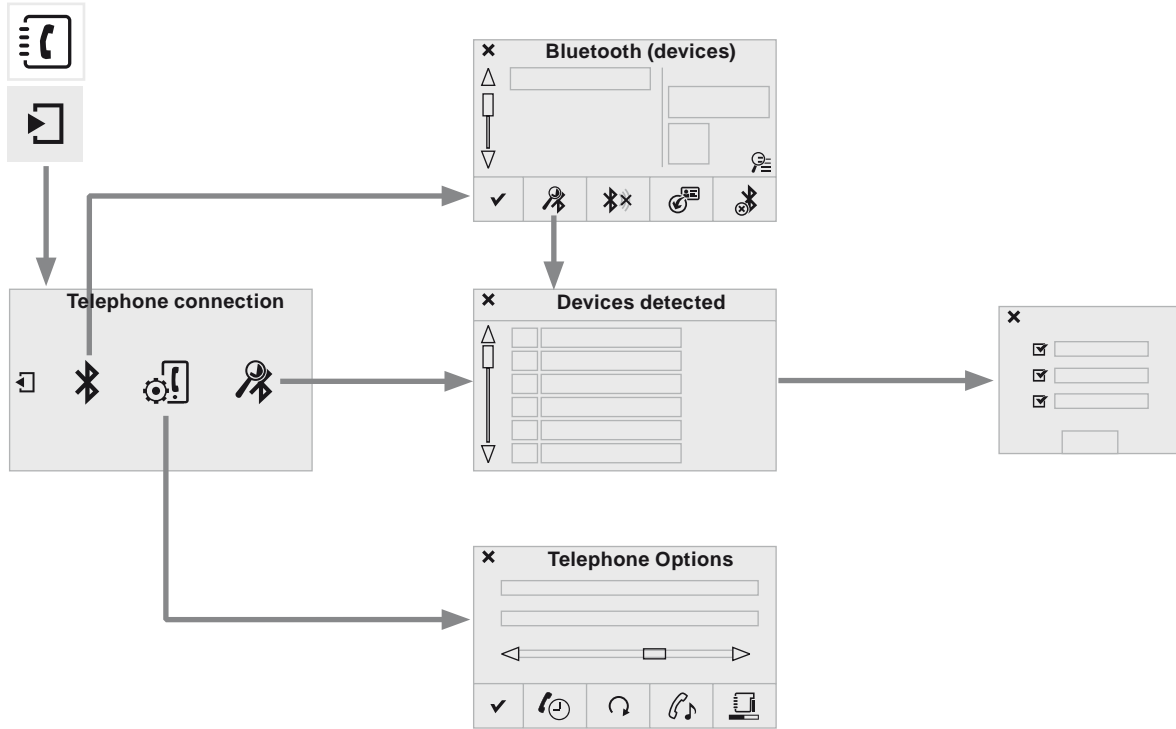 Bluetooth (devices)
Telephone connection
Devices detected
Telephone Options